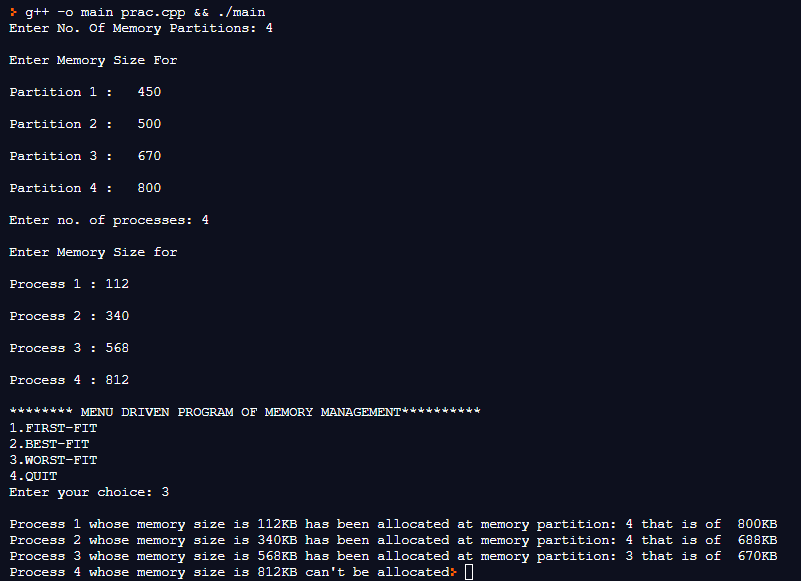 > g++ -o main prac.cpp && ./main
Enter No. Of Memory Partitions: 4
Enter Memory Size For
Partition 1 :   450
Partition 2 :   500
Partition 3 :   670
Partition 4 :   800
Enter no. of processes: 4
Enter Memory Size for
Process 1 : 112
Process 2 : 340
Process 3 : 568
Process 4 : 812
******** MENU DRIVEN PROGRAM OF MEMORY MANAGEMENT**********
1.FIRST-FIT
2.BEST-FIT
3.WORST-FIT
4.QUIT
Enter your choice: 3
Process 1 whose memory size is 112KB has been allocated at memory partition: 4 that is of  800KB
Process 2 whose memory size is 340KB has been allocated at memory partition: 4 that is of  688KB
Process 3 whose memory size is 568KB has been allocated at memory partition: 3 that is of  670KB
Process 4 whose memory size is 812KB can't be allocated>